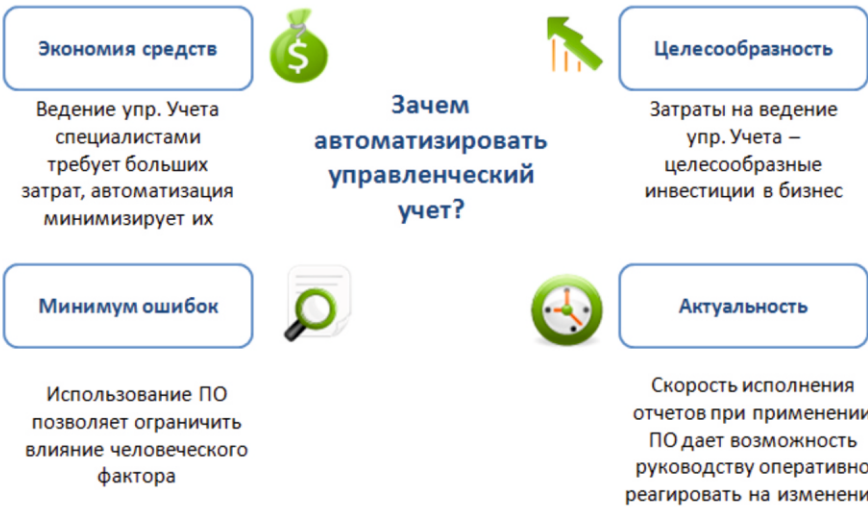 Экономия средств
Ведение упр. Учета
специалистами
требует больших
затрат, автоматизация
минимизирует их
Зачем
автоматизировать
управленческий
учет?
Целесообразность
Затраты на ведение
упр. Учета –
целесообразные
инвестиции в бизнес
Минимум ошибок
Использование ПО
позволяет ограничить
влияние человеческого
фактора
Актуальность
Скорость исполнения
отчетов при применении
ПО дает возможность
руководству оперативно
реагировать на изменени